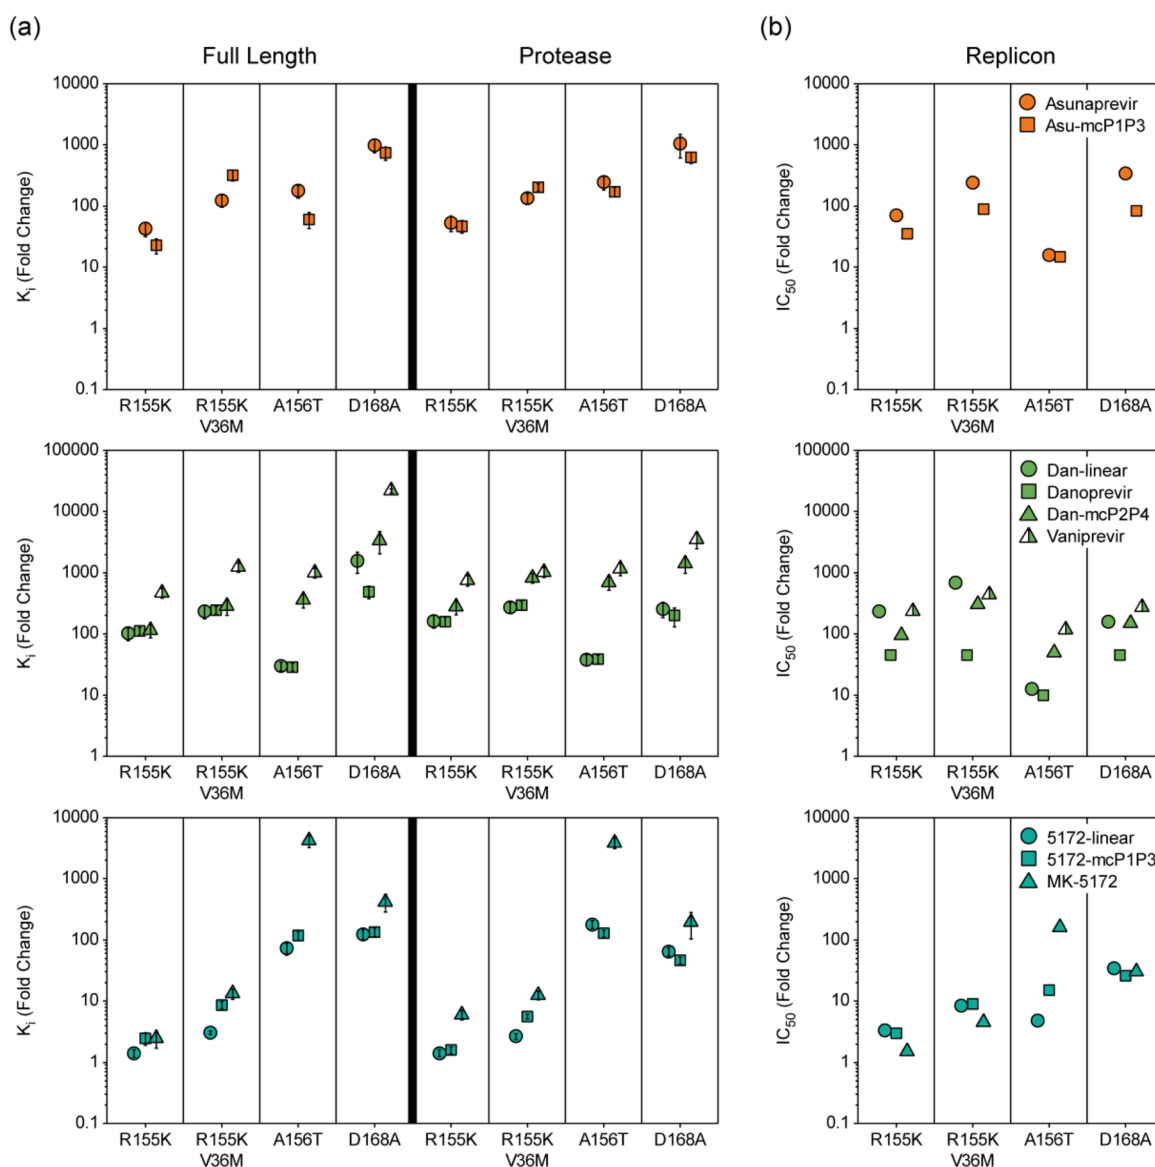 (a)
(b)
Full Length
Protease
Replicon
Ki (Fold Change)
10000
1000
100
10
1
0.1
R155K
R155K
V36M
A156T
D168A
R155K
R155K
V36M
A156T
D168A
IC50 (Fold Change)
10000
1000
100
10
1
0.1
Asunaprevir
Asu-mcP1P3
R155K
R155K
V36M
A156T
D168A
Ki (Fold Change)
100000
10000
1000
100
10
1
R155K
R155K
V36M
A156T
D168A
R155K
R155K
V36M
A156T
D168A
IC50 (Fold Change)
100000
10000
1000
100
10
1
Dan-linear
Danoprevir
Dan-mcP2P4
Vaniprevir
R155K
R155K
V36M
A156T
D168A
Ki (Fold Change)
10000
1000
100
10
1
0.1
R155K
R155K
V36M
A156T
D168A
R155K
R155K
V36M
A156T
D168A
IC50 (Fold Change)
10000
1000
100
10
1
0.1
5172-linear
5172-mcP1P3
MK-5172
R155K
R155K
V36M
A156T
D168A